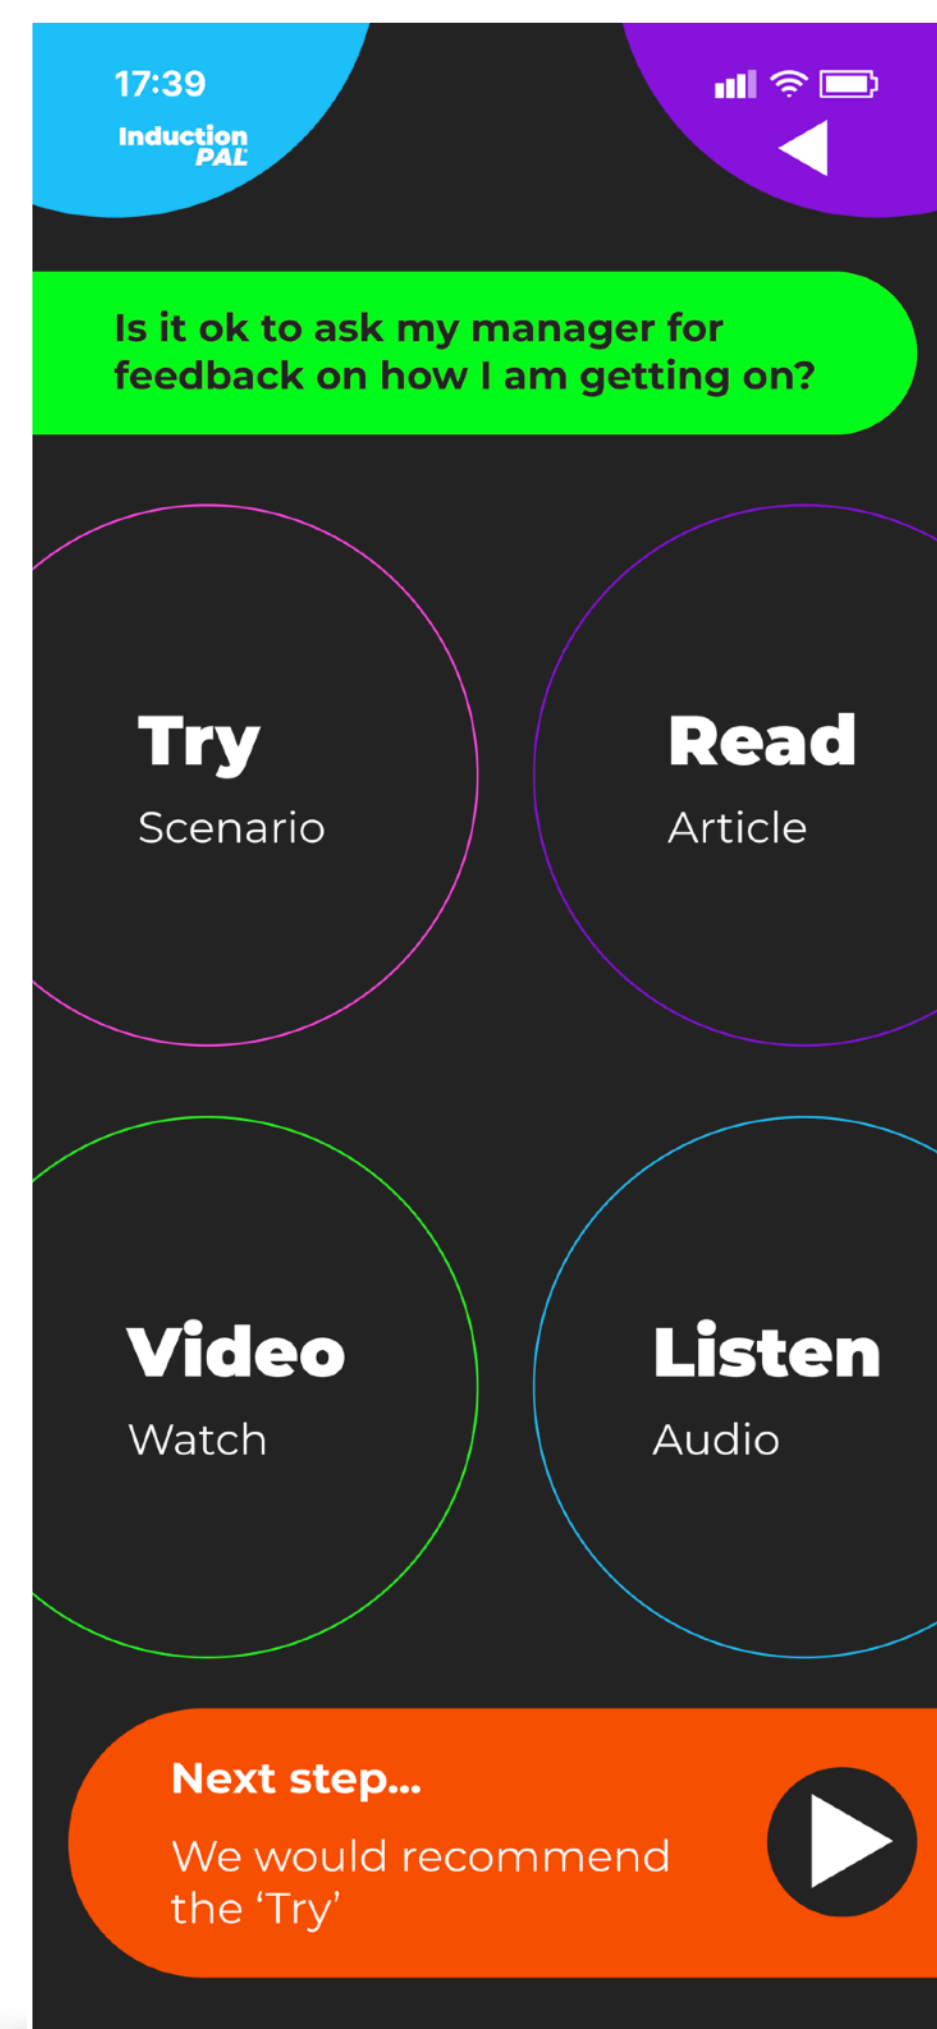 17:39
Induction
PAL
Is it ok to ask my manager for
feedback on how I am getting on?
Try
Scenario
Read
Article
Video
Watch
Listen
Audio
Next step...
We would recommend
the ‘Try’